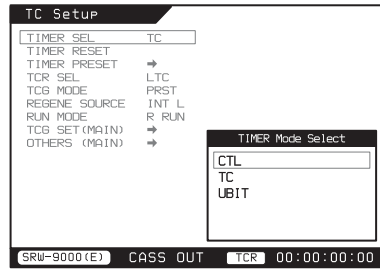 TC Setup
TIMER SEL TC
TIMER RESET
TIMER PRESET ➡
TCR SEL LTC
TCG MODE PRST
REGENE SOURCE INT L
RUN MODE R RUN
TCG SET(MAIN) ➡
OTHERS (MAIN) ➡
TIMER Mode Select
CTL
TC
UBIT
SRW-9000(E) CASS OUT TCR 00:00:00:00